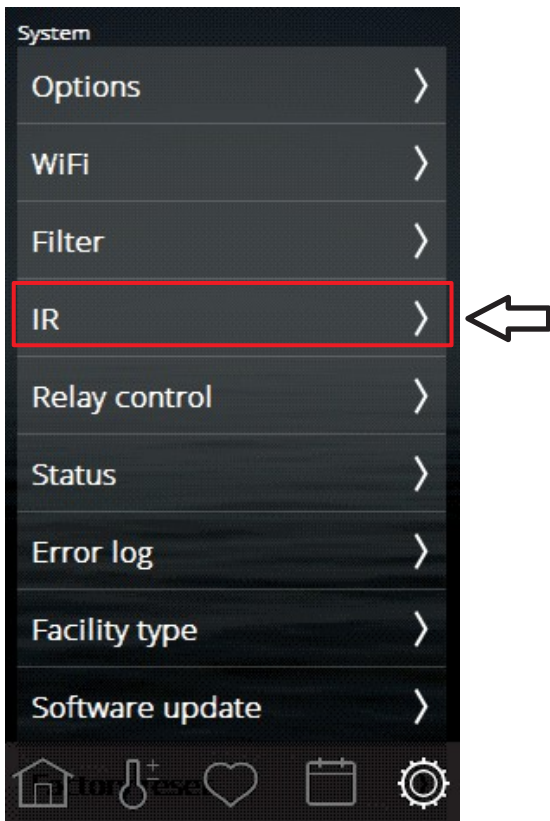 System
Options
WiFi
Filter
IR
Relay control
Status
Error log
Facility type
Software update